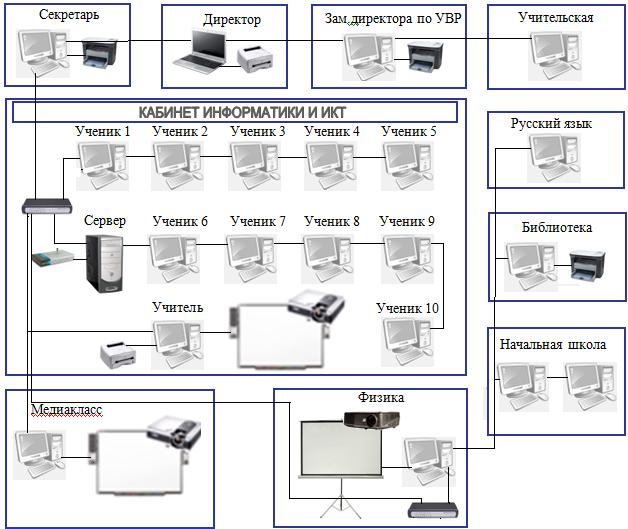 Секретарь
Директор
Зам.директора по УВР
Учительская
КАБИНЕТ ИНФОРМАТИКИ И ИКТ
Ученик 1
Ученик 2
Ученик 3
Ученик 4
Ученик 5
Русский язык
Сервер
Ученик 6
Ученик 7
Ученик 8
Ученик 9
Библиотека
Учитель
Ученик 10
Начальная школа
Медиакласс
Физика